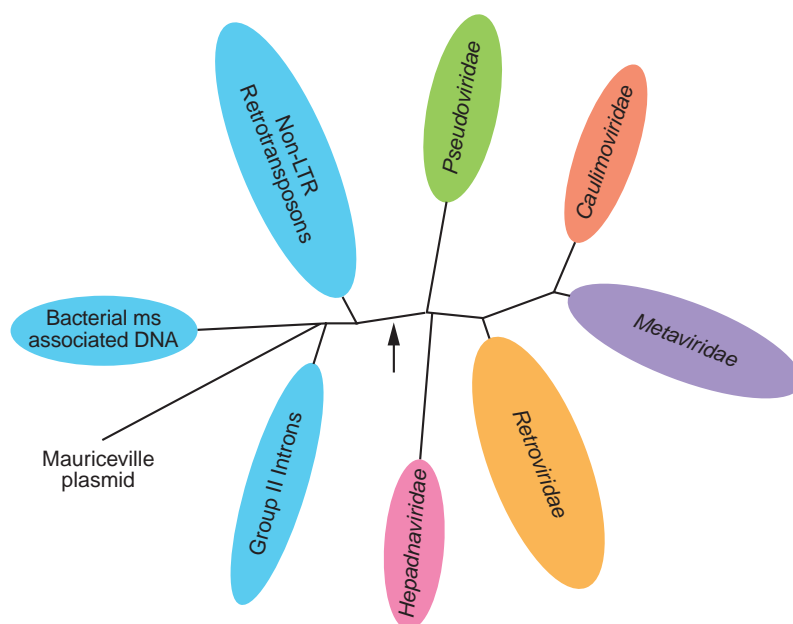 Non-LTR
Retrotransposons
Pseudoviridae
Caulimoviridae
Bacterial ms
associated DNA
Metaviridae
Mauriceville
plasmid
Group II Introns
Hepadnaviridae
Retroviridae